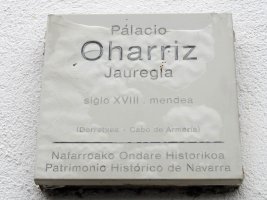 Palacio
Oharriz
Jauregia
siglo XVIII . mendea
(Dorretxea - Cabo de Armería)
Nafarroako Ondare Historikoa
Patrimonio Histórico de Navarra